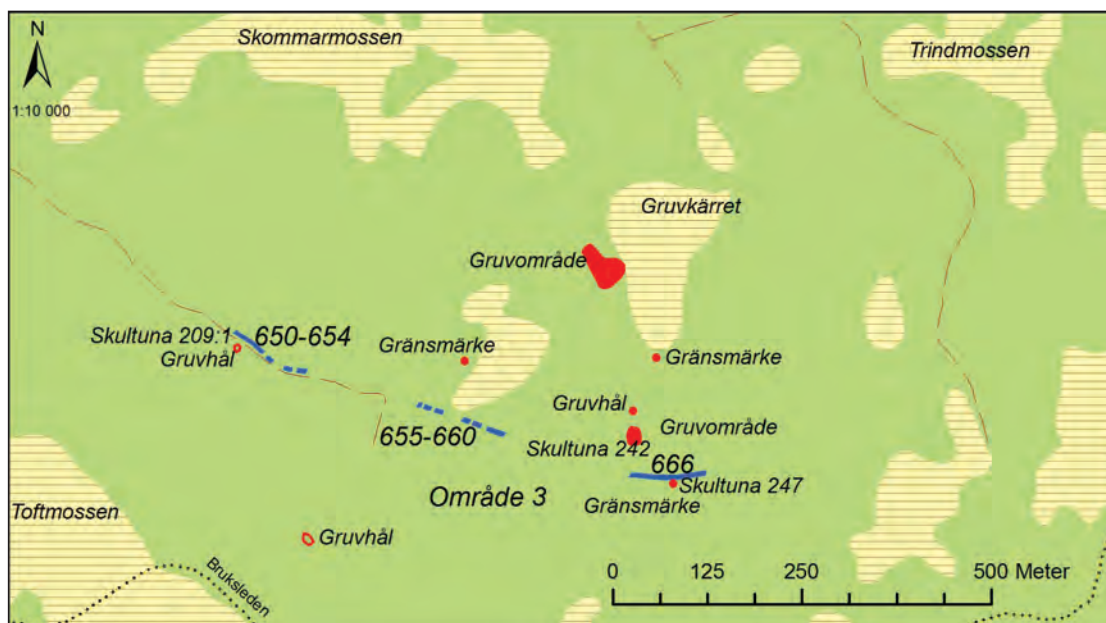 N
Skommarmossen
Trindmossen
1:10 000
Gruvkärret
Gruvområde
Skultuna 209:1
650-654
Gruvhål
Gränsmärke
Gränsmärke
Gruvhål
Gruvområde
655-660
Skultuna 242
666
Skultuna 247
Område 3
Gränsmärke
Toftmossen
Gruvhål
Bruksleden
0 125 250 500 Meter